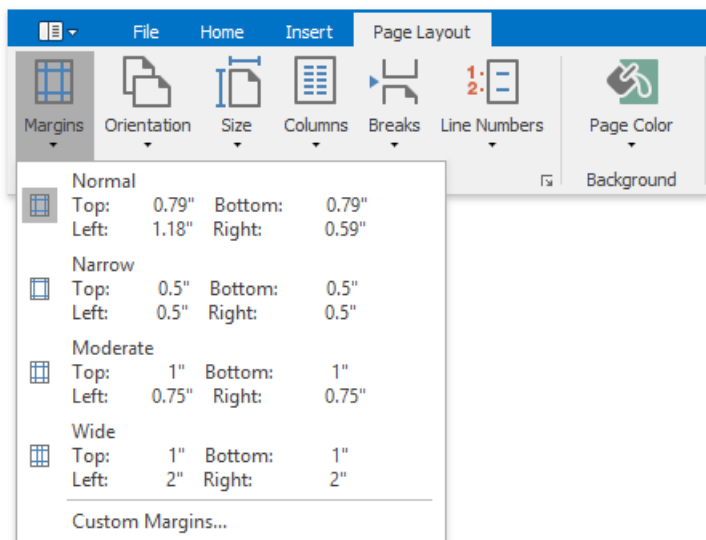 File Home Insert Page Layout
1.
2.
Margins Orientation Size Columns Breaks Line Numbers Page Color
Background
Normal
Top: 0.79" Bottom: 0.79"
Left: 1.18" Right: 0.59"
Narrow
Top: 0.5" Bottom: 0.5"
Left: 0.5" Right: 0.5"
Moderate
Top: 1" Bottom: 1"
Left: 0.75" Right: 0.75"
Wide
Top: 1" Bottom: 1"
Left: 2" Right: 2"
Custom Margins...